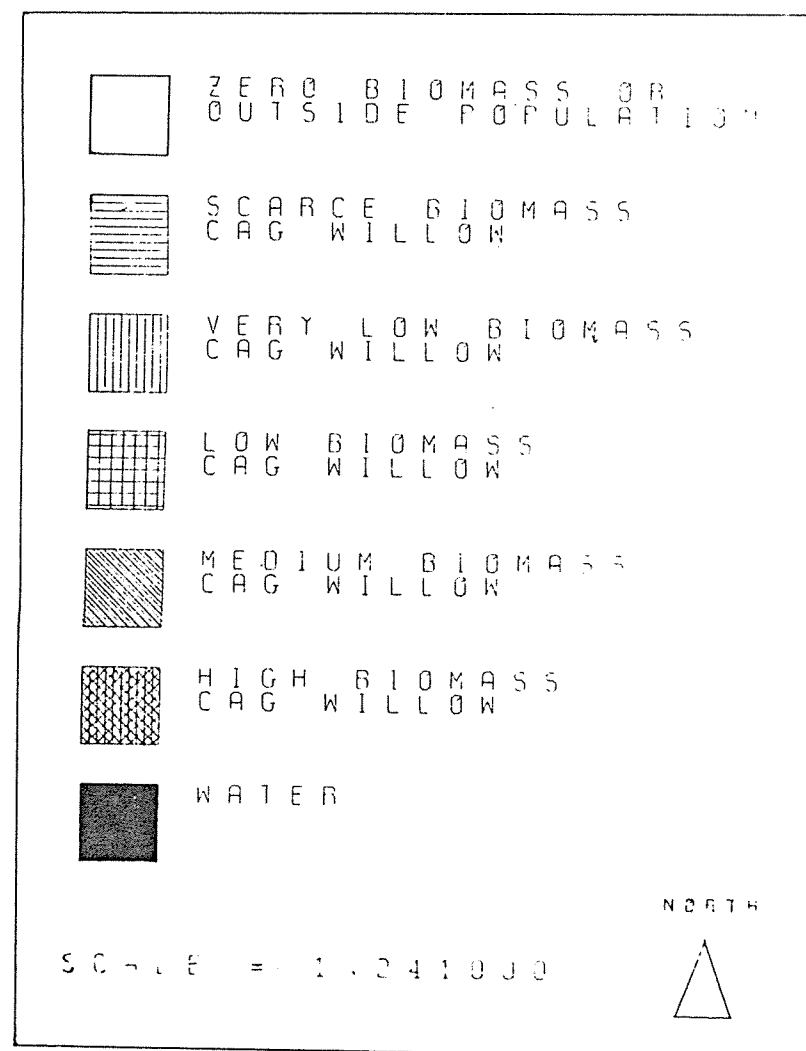 ZERO BIOMASS OR
OUTSIDE POPULATION
SCARCE BIOMASS
CAG WILLOW
VERY LOW BIOMASS
CAG WILLOW
LOW BIOMASS
CAG WILLOW
MEDIUM BIOMASS
CAG WILLOW
HIGH BIOMASS
CAG WILLOW
WATER
NORTH
SCALE = 1:241000